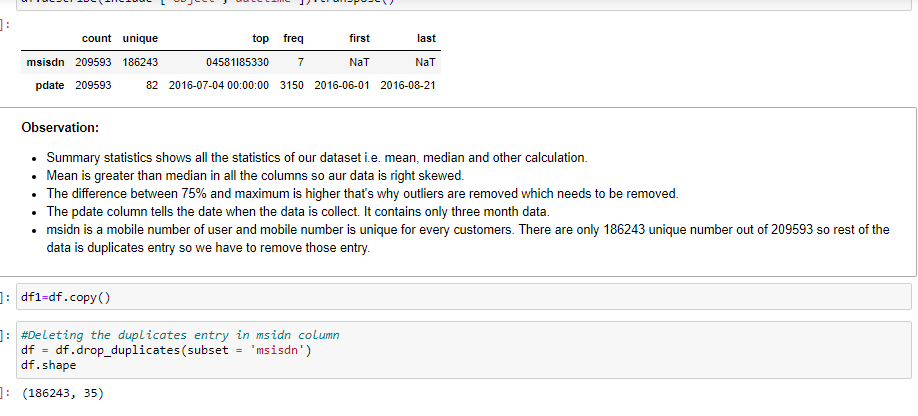 df.describe(include=['object','datetime']).transpose()
]:
count unique top freq first last
msisdn 209593 186243 04581I85330 7 NaT NaT
pdate 209593 82 2016-07-04 00:00:00 3150 2016-06-01 2016-08-21
Observation:
• Summary statistics shows all the statistics of our dataset i.e. mean, median and other calculation.
• Mean is greater than median in all the columns so aur data is right skewed.
• The difference between 75% and maximum is higher that's why outliers are removed which needs to be removed.
• The pdate column tells the date when the data is collect. It contains only three month data.
• msidn is a mobile number of user and mobile number is unique for every customers. There are only 186243 unique number out of 209593 so rest of the
data is duplicates entry so we have to remove those entry.
]: df1=df.copy()
]: #Deleting the duplicates entry in msidn column
df = df.drop_duplicates(subset = 'msisdn')
df.shape
]: (186243, 35)